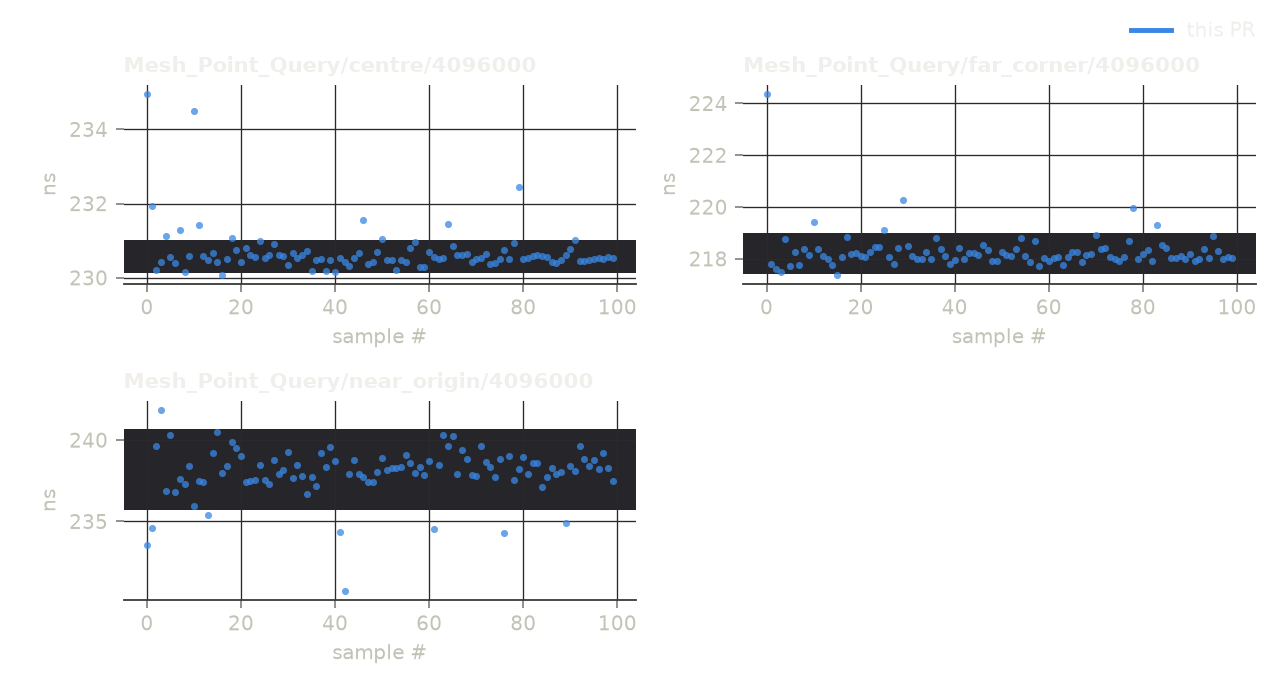 this PR
Mesh_Point_Query/centre/4096000
Mesh_Point_Query/far_corner/4096000
ns
234
232
230
0 20 40 60 80 100
sample #
ns
224
222
220
218
0 20 40 60 80 100
sample #
Mesh_Point_Query/near_origin/4096000
ns
240
235
0 20 40 60 80 100
sample #